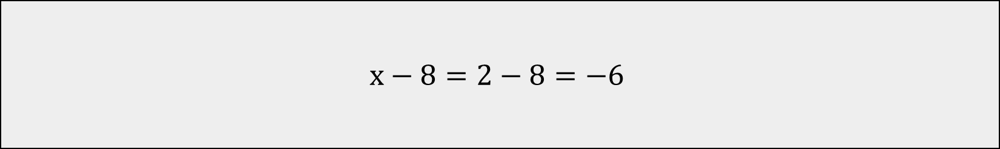 x − 8 = 2 − 8 = −6